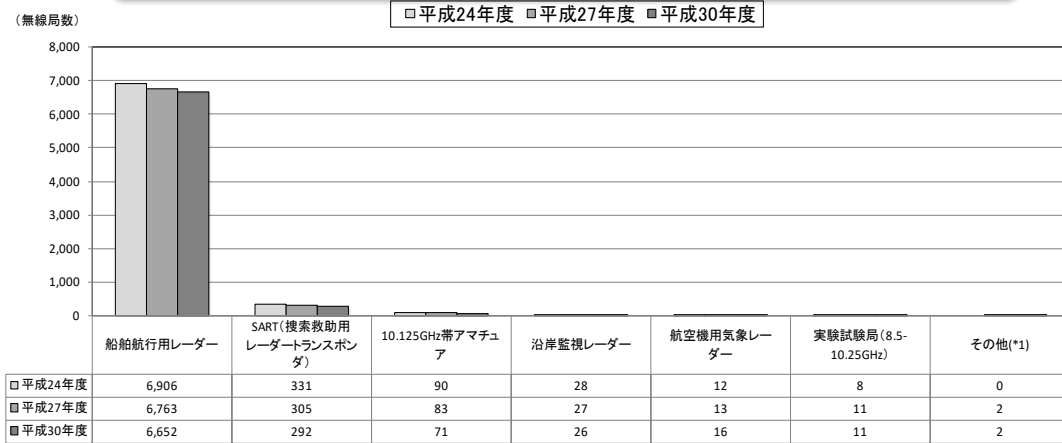 □平成24年度 ■平成27年度 ■平成30年度
(無線局数)
8,000
7,000
6,000
5,000
4,000
3,000
2,000
1,000
0
船舶航行用レーダー
SART(捜索救助用
レーダートランスポン
ダ)
10.125GHz帯アマチュ
ア
沿岸監視レーダー
航空機用気象レー
ダー
実験試験局(8.5-
10.25GHz)
その他(*1)
□平成24年度 6,906 331 90 28 12 8 0
■平成27年度 6,763 305 83 27 13 11 2
■平成30年度 6,652 292 71 26 16 11 2